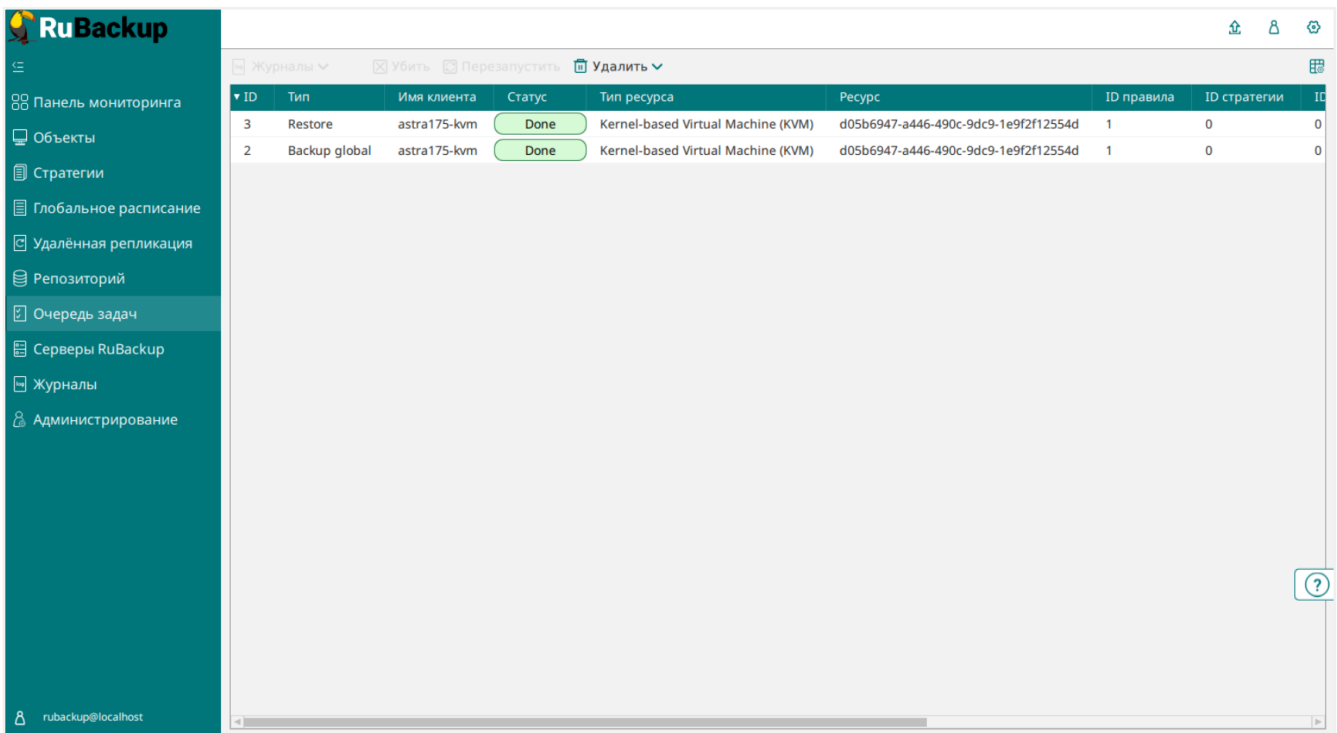 RuBackup
Журналы Убить Перезапустить Удалить
Панель мониторинга
Объекты
Стратегии
Глобальное расписание
Удалённая репликация
Репозиторий
Очередь задач
Серверы RuBackup
Журналы
Администрирование
rubackup@localhost
ID Тип Имя клиента Статус Тип ресурса Ресурс ID правила ID стратегии ID
3 Restore astra175-kvm Done Kernel-based Virtual Machine (KVM) d05b6947-a446-490c-9dc9-1e9f2f12554d 1 0 0
2 Backup global astra175-kvm Done Kernel-based Virtual Machine (KVM) d05b6947-a446-490c-9dc9-1e9f2f12554d 1 0 0
?